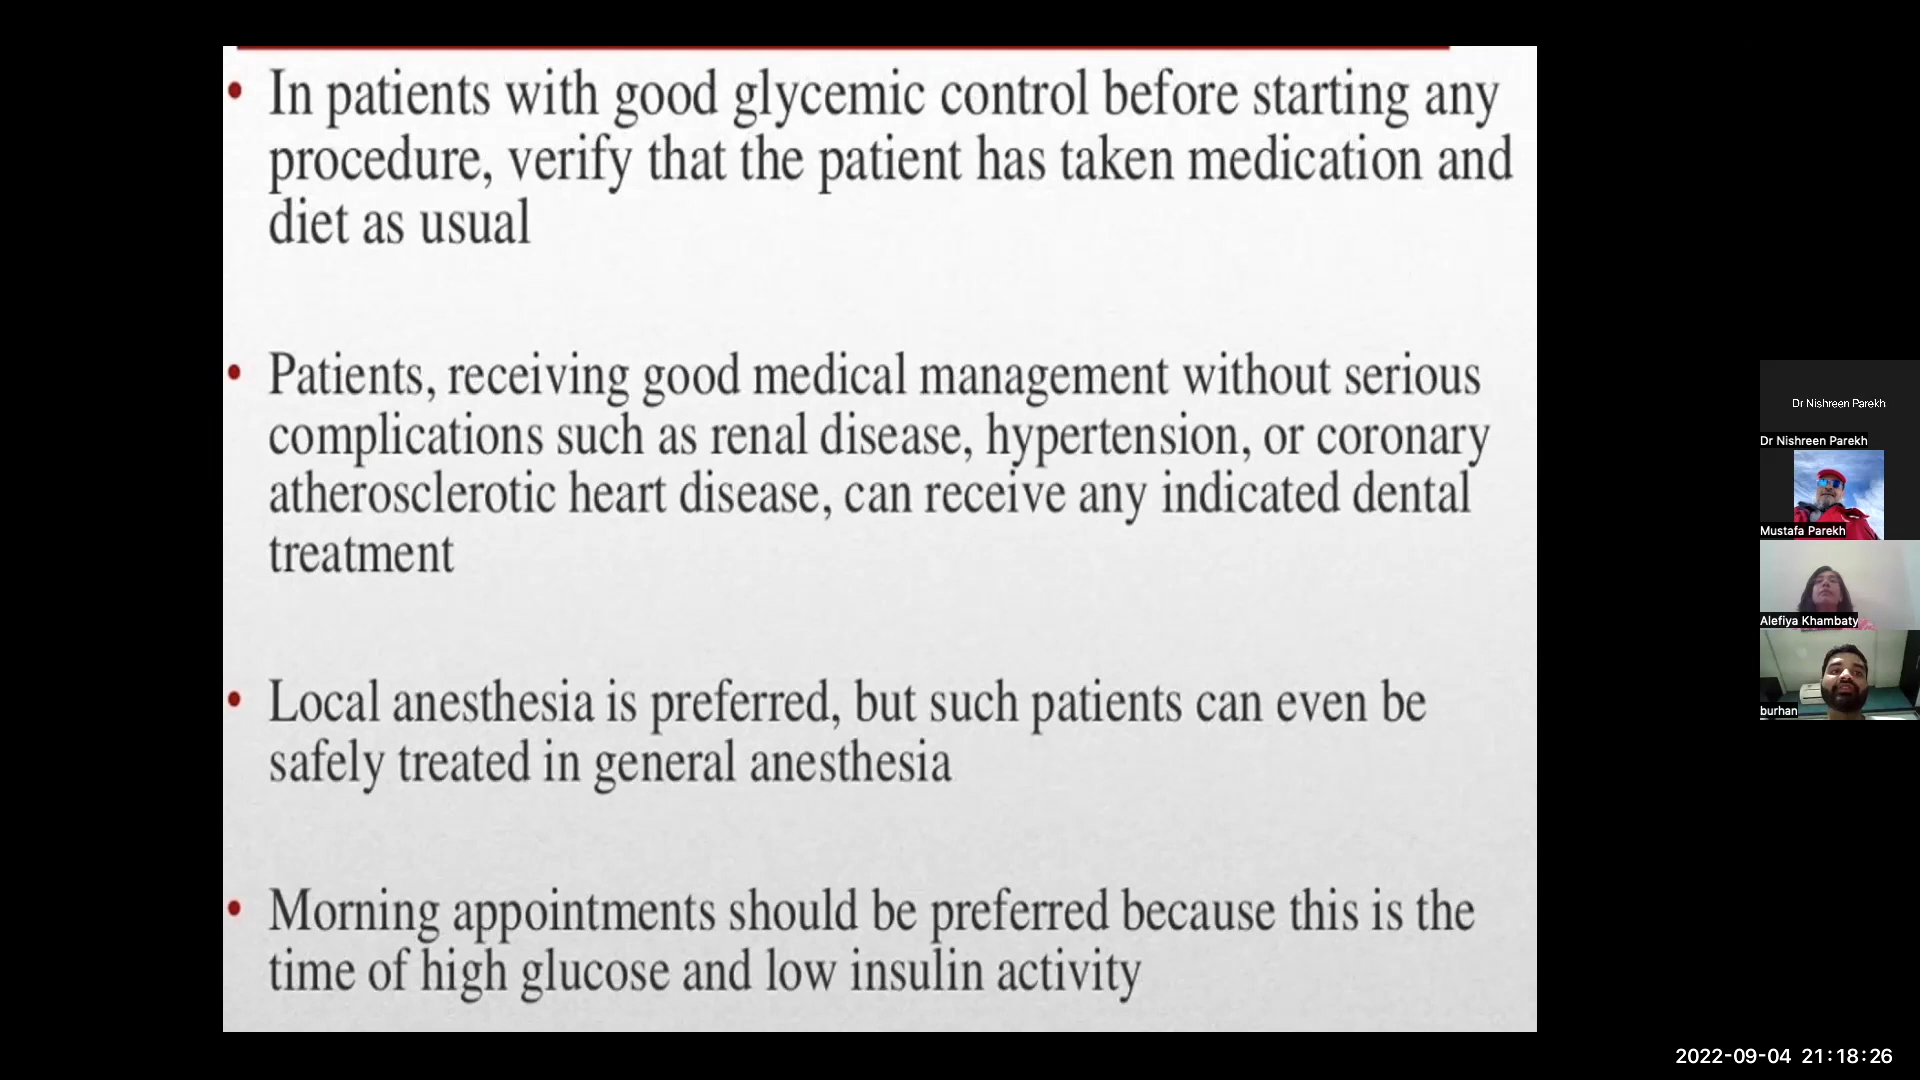 • In patients with good glycemic control before starting any
procedure, verify that the patient has taken medication and
diet as usual
• Patients, receiving good medical management without serious
complications such as renal disease, hypertension, or coronary
atherosclerotic heart disease, can receive any indicated dental
treatment
• Local anesthesia is preferred, but such patients can even be
safely treated in general anesthesia
• Morning appointments should be preferred because this is the
time of high glucose and low insulin activity
Dr Nishreen Parekh
Dr Nishreen Parekh
Mustafa Parekh
Alefiya Khambaty
burhan
2022-09-04 21:18:26